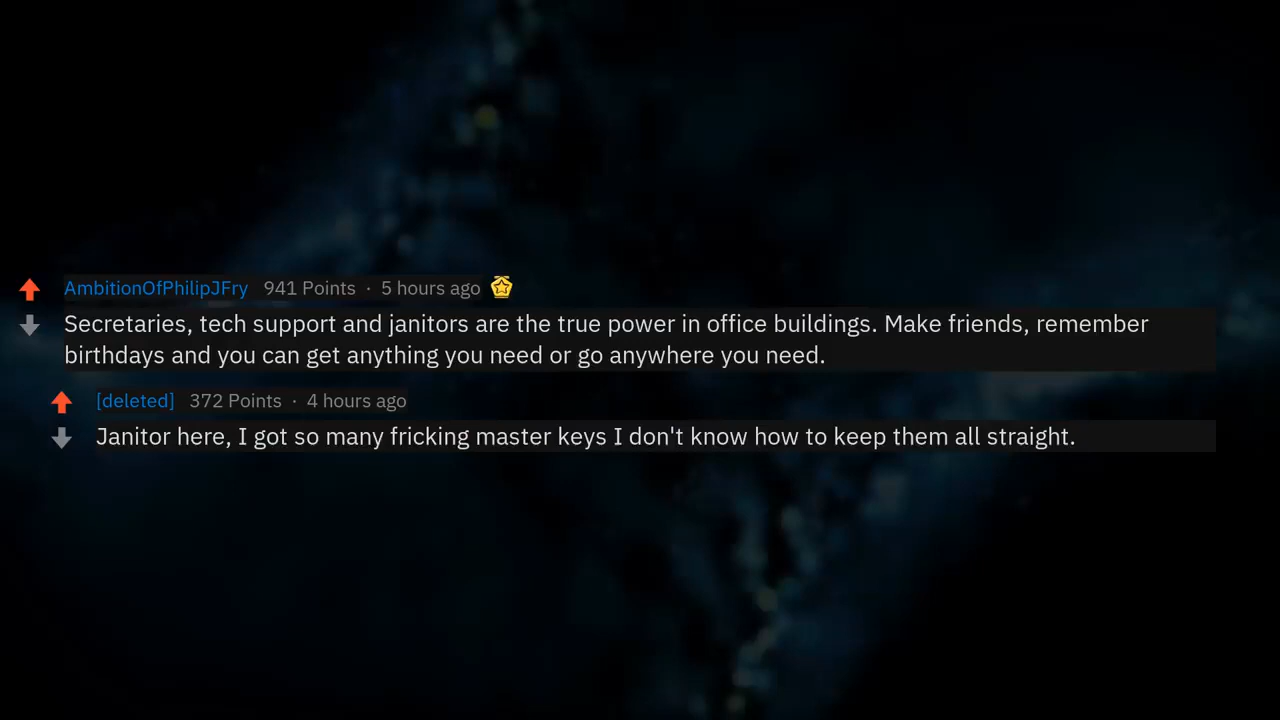 AmbitionOfPhilipJFry 941 Points · 5 hours ago
Secretaries, tech support and janitors are the true power in office buildings. Make friends, remember
birthdays and you can get anything you need or go anywhere you need.
[deleted] 372 Points · 4 hours ago
Janitor here, I got so many fricking master keys I don't know how to keep them all straight.